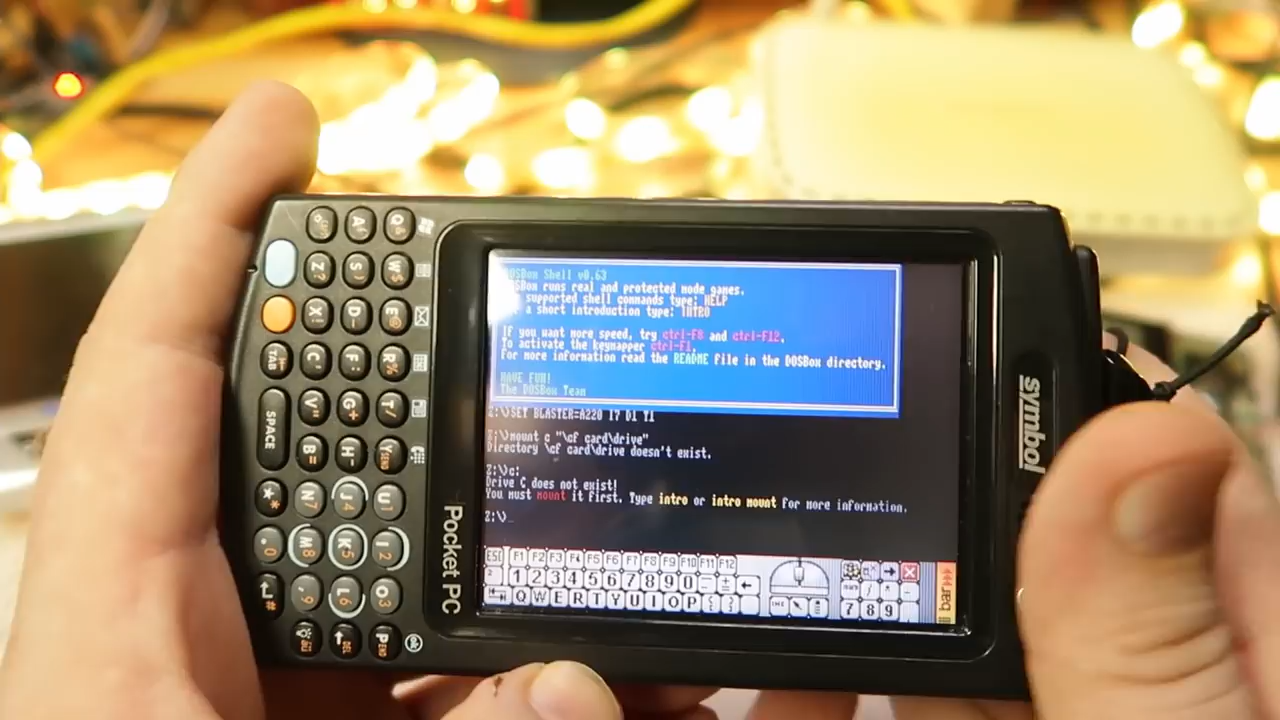 DOSBox Shell v0.63
DOSBox runs real and protected mode games.
supported shell commands type: HELP
a short introduction type: INTRO
If you want more speed, try ctrl-F8 and ctrl-F12.
To activate the keymapper ctrl-F1.
For more information read the README file in the DOSBox directory.
HAVE FUN!
The DOSBox Team
Z:\>SET BLASTER=A220 I7 D1 T1
Z:\>mount c "\cf card\drive"
Directory \cf card\drive doesn't exist.
Z:\>c:
Drive C does not exist!
You must mount it first. Type intro or intro mount for more information.
Z:\>_
ESC F1 F2 F3 F4 F5 F6 F7 F8 F9 F10 F11 F12
1 2 3 4 5 6 7 8 9 0
Q W E R T Y U I O P
7 8 9
bar
symbol
Pocket PC
Q W E R T Y U I O P
A S D F G H J K L
Z X C V B N M
TAB
SPACE
SEND
END
DEL
ok